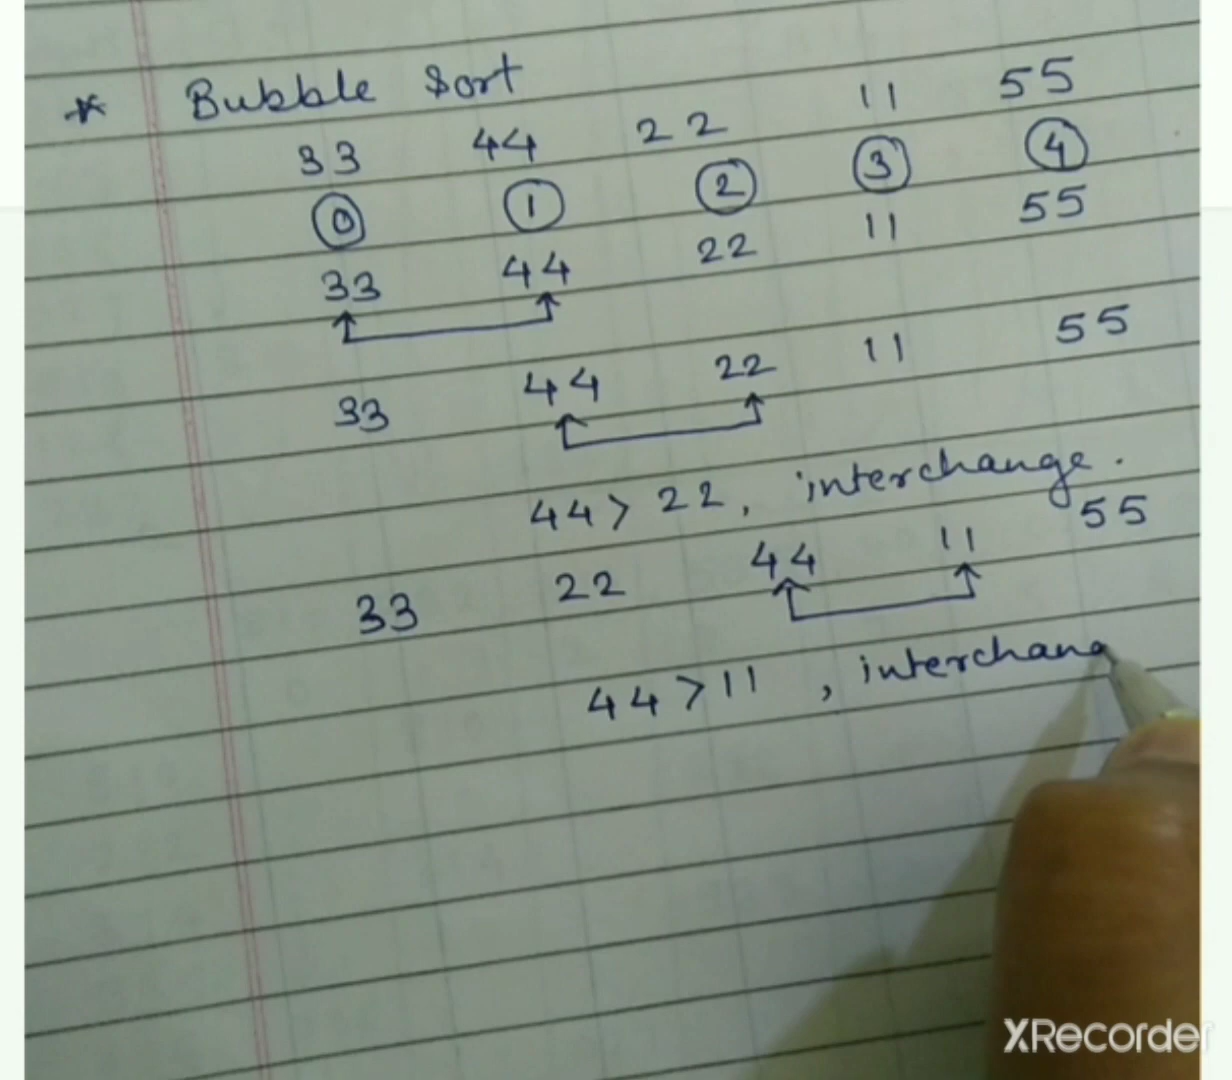 * Bubble Sort
33 44 22 11 55
0 1 2 3 4
33 44 22 11 55
33 44 22 11 55
44 > 22, interchange.
33 22 44 11 55
44 > 11 , interchang
XRecorder